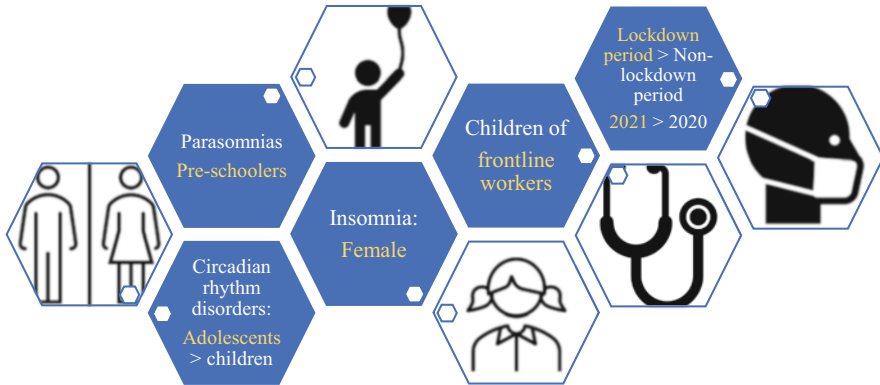 Parasomnias
Pre-schoolers
Circadian
rhythm
disorders:
Adolescents
> children
Insomnia:
Female
Children of
frontline
workers
Lockdown
period > Non-
lockdown
period
2021 > 2020